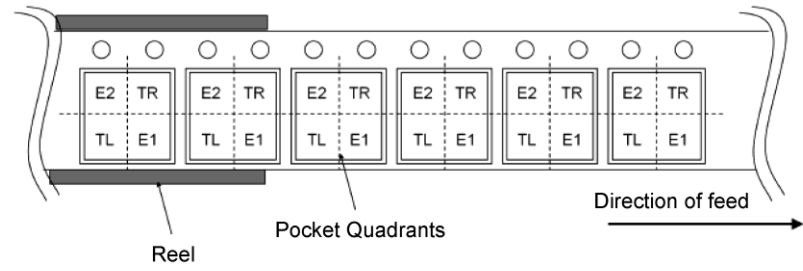 E2 TR E2 TR E2 TR E2 TR E2 TR E2 TR
TL E1 TL E1 TL E1 TL E1 TL E1 TL E1
Direction of feed
Pocket Quadrants
Reel